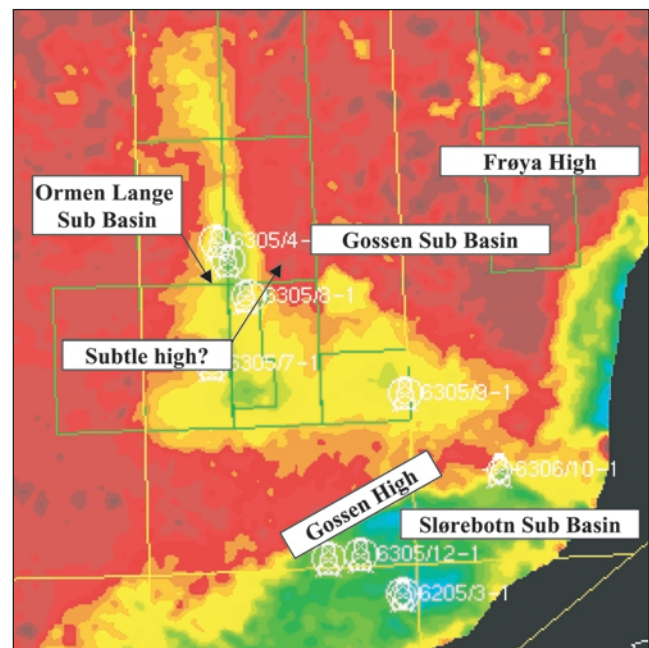 Frøya High
Ormen Lange
Sub Basin
6305/4-
Gossen Sub Basin
6305/8-1
Subtle high?
6305/7-1
6305/9-1
6306/10-1
Gossen High
Slørebotn Sub Basin
6305/12-1
6205/3-1